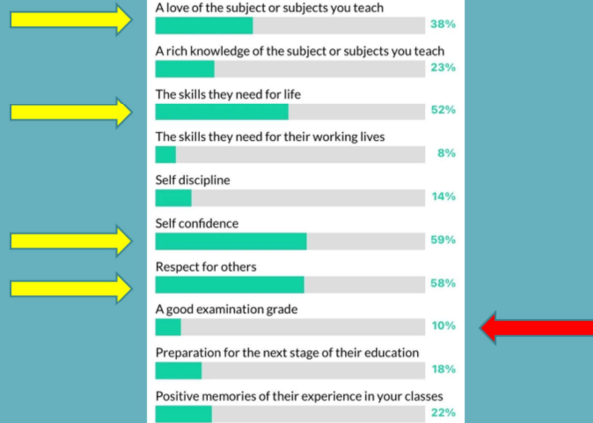 A love of the subject or subjects you teach
38%
A rich knowledge of the subject or subjects you teach
23%
The skills they need for life
52%
The skills they need for their working lives
8%
Self discipline
14%
Self confidence
59%
Respect for others
58%
A good examination grade
10%
Preparation for the next stage of their education
18%
Positive memories of their experience in your classes
22%